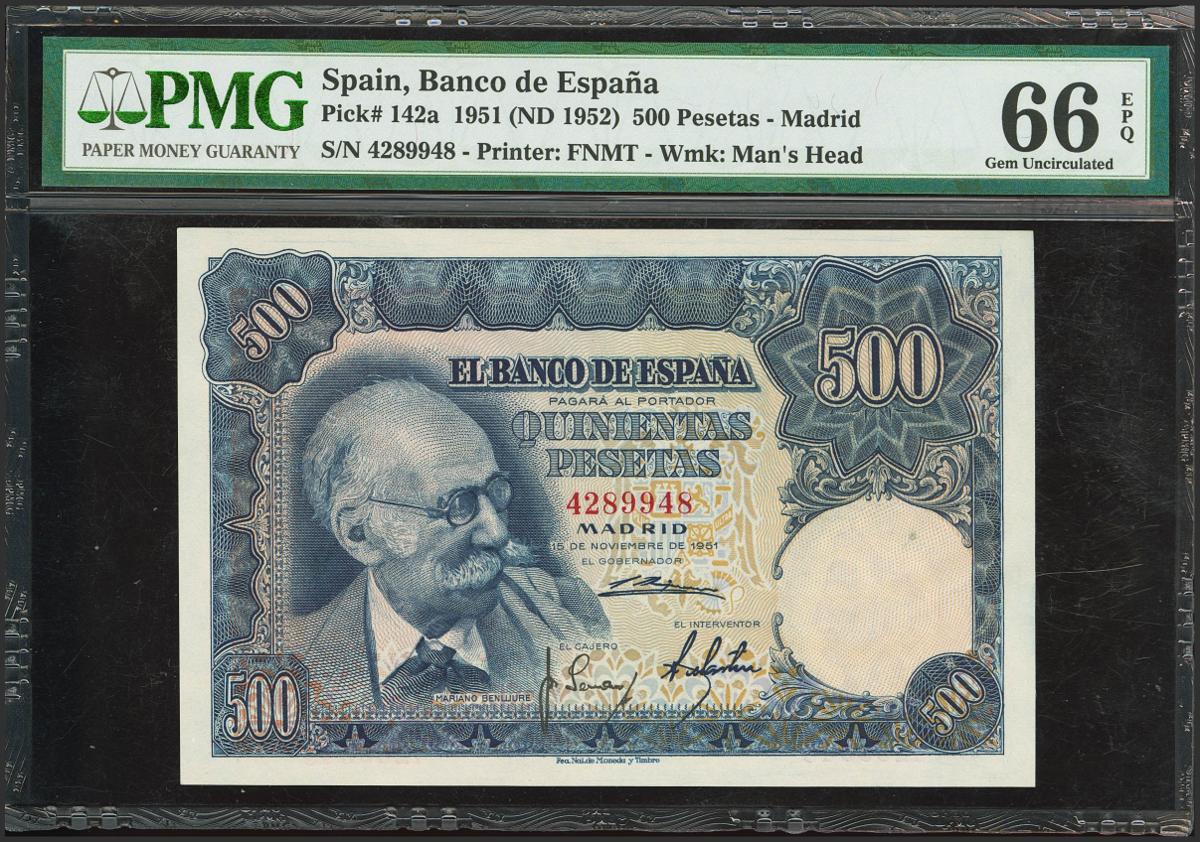 PMG
PAPER MONEY GUARANTY
Spain, Banco de España
Pick# 142a 1951 (ND 1952) 500 Pesetas - Madrid
S/N 4289948 - Printer: FNMT - Wmk: Man's Head
66
EPQ
Gem Uncirculated
500
500
EL BANCO DE ESPAÑA
PAGARÁ AL PORTADOR
QUINIENTAS
PESETAS
4289948
MADRID
15 DE NOVIEMBRE DE 1951
EL GOBERNADOR
EL INTERVENTOR
EL CAJERO
MARIANO BENLLIURE
500
500
Fca. Nal. de Moneda y Timbre